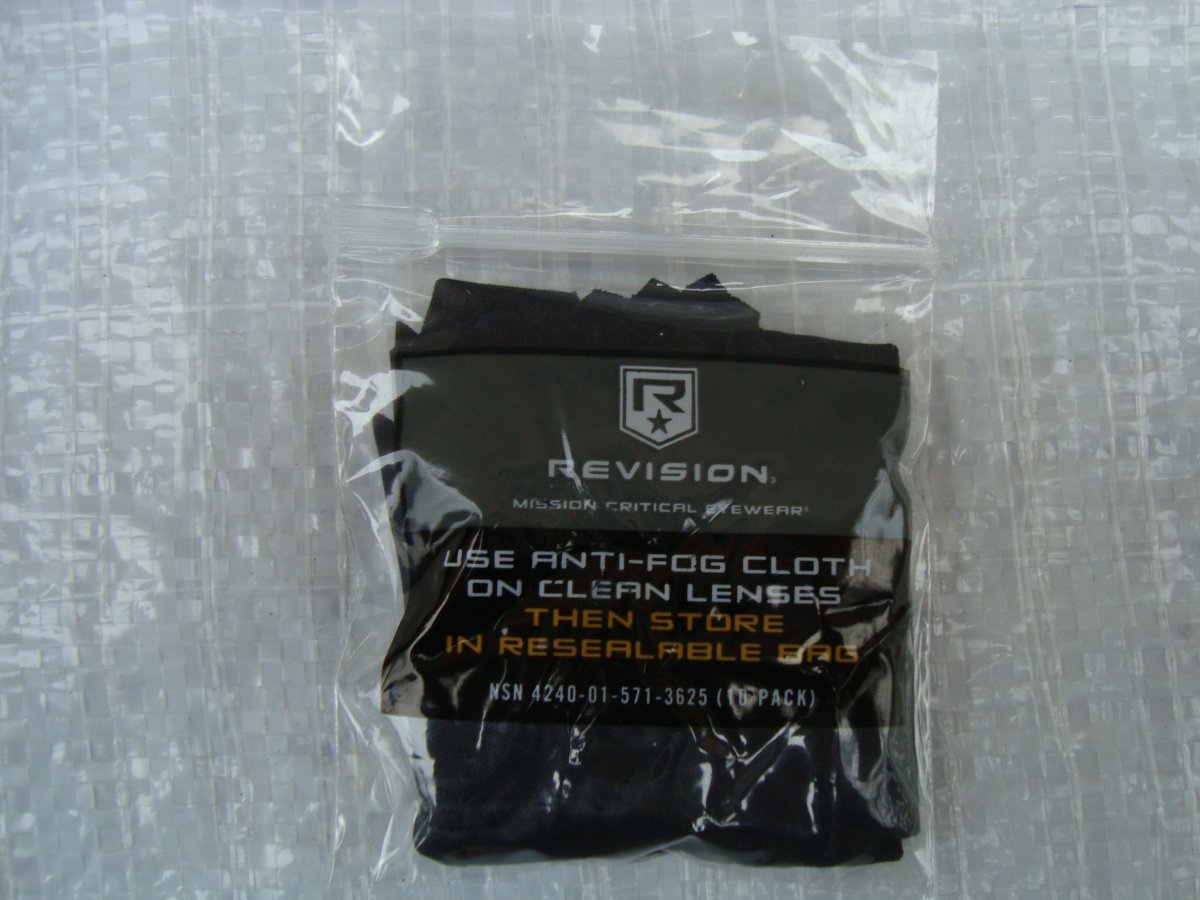 R
REVISION
MISSION CRITICAL EYEWEAR
USE ANTI-FOG CLOTH
ON CLEAN LENSES
THEN STORE
IN RESEALABLE BAG
NSN 4240-01-571-3625 (10 PACK)